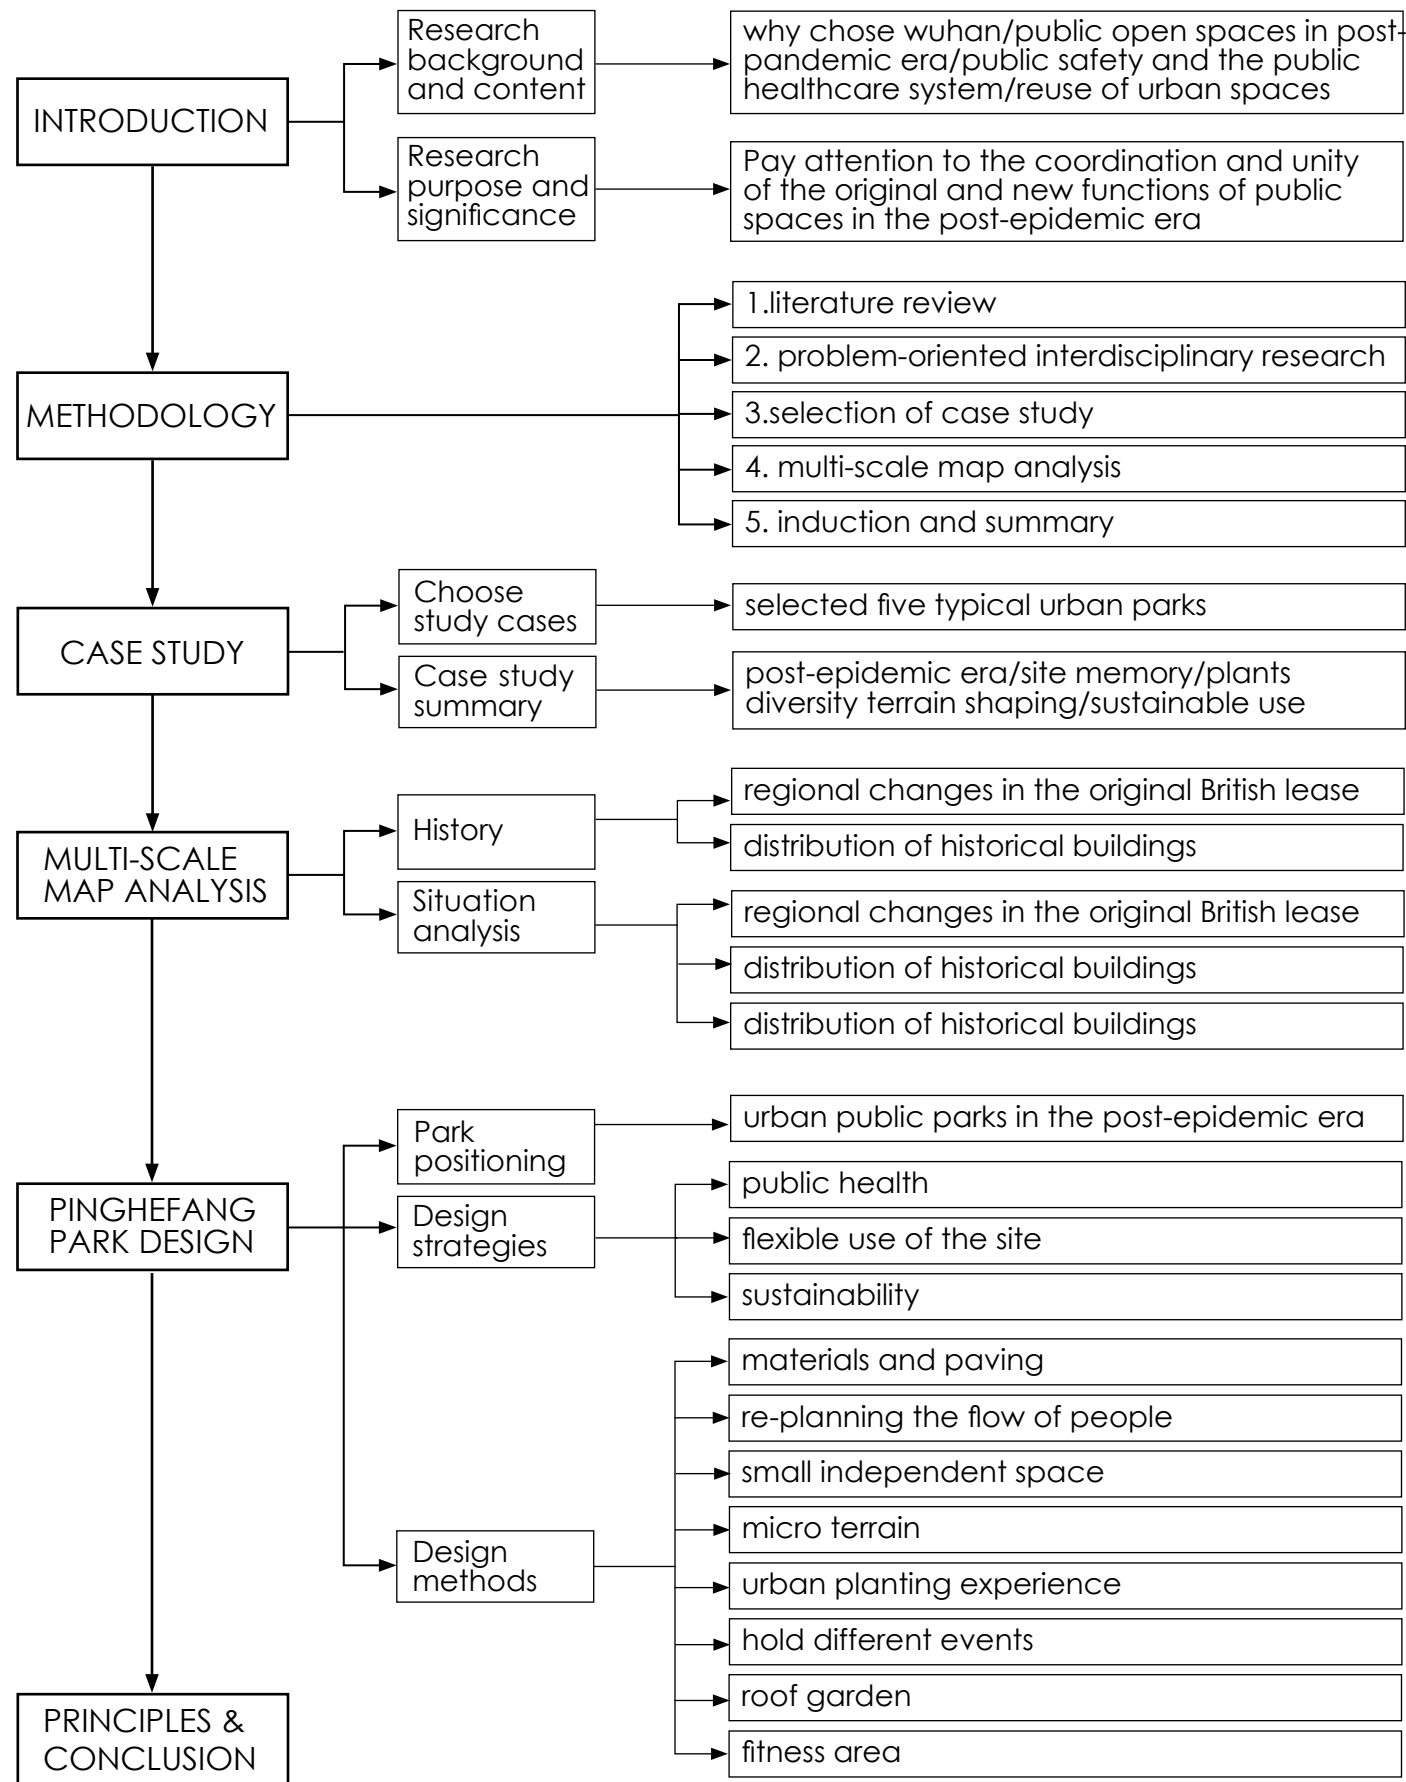 INTRODUCTION
Research
background
and content
why chose wuhan/public open spaces in post-
pandemic era/public safety and the public
healthcare system/reuse of urban spaces
Research
purpose and
significance
Pay attention to the coordination and unity
of the original and new functions of public
spaces in the post-epidemic era
METHODOLOGY
1.literature review
2. problem-oriented interdisciplinary research
3.selection of case study
4. multi-scale map analysis
5. induction and summary
CASE STUDY
Choose
study cases
selected five typical urban parks
Case study
summary
post-epidemic era/site memory/plants
diversity terrain shaping/sustainable use
MULTI-SCALE
MAP ANALYSIS
History
regional changes in the original British lease
distribution of historical buildings
Situation
analysis
regional changes in the original British lease
distribution of historical buildings
distribution of historical buildings
PINGHEFANG
PARK DESIGN
Park
positioning
urban public parks in the post-epidemic era
Design
strategies
public health
flexible use of the site
sustainability
Design
methods
materials and paving
re-planning the flow of people
small independent space
micro terrain
urban planting experience
hold different events
roof garden
fitness area
PRINCIPLES &
CONCLUSION